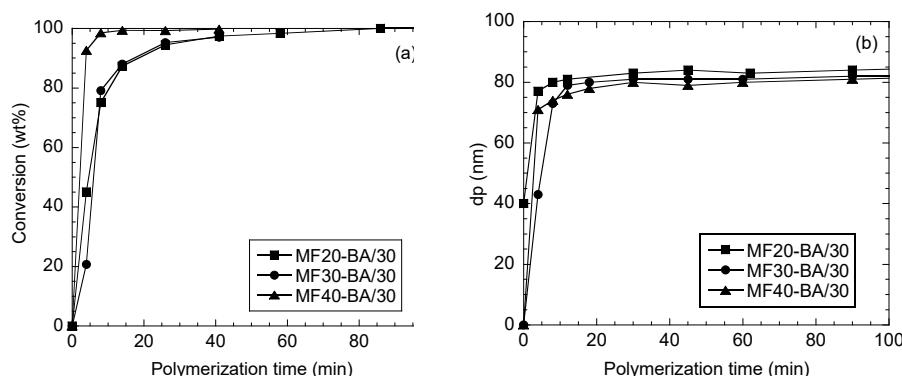 100
80
60
40
20
0
Conversion (wt%)
(a)
MF20-BA/30
MF30-BA/30
MF40-BA/30
0 20 40 60 80
Polymerization time (min)
100
80
60
40
20
0
dp (nm)
(b)
MF20-BA/30
MF30-BA/30
MF40-BA/30
0 20 40 60 80 100
Polymerization time (min)